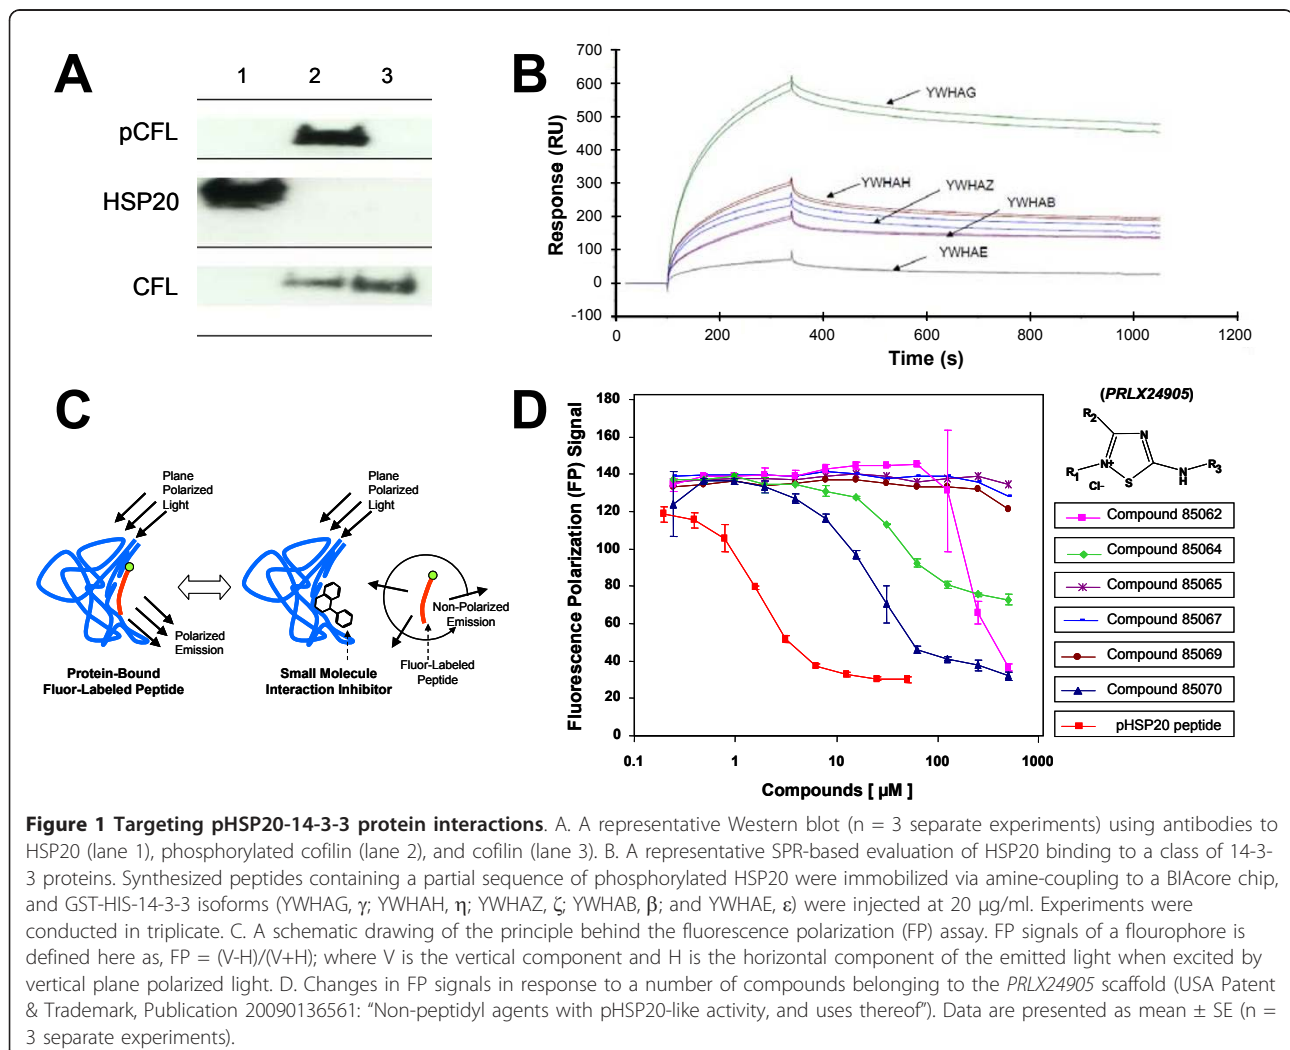 A
1 2 3
pCFL
HSP20
CFL
B
Response (RU)
700
600
500
400
300
200
100
0
-100
0 200 400 600 800 1000 1200
Time (s)
YWHAG
YWHAH
YWHAZ
YWHAB
YWHAE
C
Plane
Polarized
Light
Polarized
Emission
Protein-Bound
Fluor-Labeled Peptide
Plane
Polarized
Light
Small Molecule
Interaction Inhibitor
Non-Polarized
Emission
Fluor-Labeled
Peptide
D
Fluorescence Polarization (FP) Signal
180
160
140
120
100
80
60
40
20
0
0.1 1 10 100 1000
Compounds [ µM ]
(PRLX24905)
R2
N
R1
N+
Cl-
S
N
H
R3
Compound 85062
Compound 85064
Compound 85065
Compound 85067
Compound 85069
Compound 85070
pHSP20 peptide
Figure 1 Targeting pHSP20-14-3-3 protein interactions. A. A representative Western blot (n = 3 separate experiments) using antibodies to
HSP20 (lane 1), phosphorylated cofilin (lane 2), and cofilin (lane 3). B. A representative SPR-based evaluation of HSP20 binding to a class of 14-3-
3 proteins. Synthesized peptides containing a partial sequence of phosphorylated HSP20 were immobilized via amine-coupling to a BIAcore chip,
and GST-HIS-14-3-3 isoforms (YWHAG, γ; YWHAH, η; YWHAZ, ζ; YWHAB, β; and YWHAE, ε) were injected at 20 μg/ml. Experiments were
conducted in triplicate. C. A schematic drawing of the principle behind the fluorescence polarization (FP) assay. FP signals of a flourophore is
defined here as, FP = (V-H)/(V+H); where V is the vertical component and H is the horizontal component of the emitted light when excited by
vertical plane polarized light. D. Changes in FP signals in response to a number of compounds belonging to the PRLX24905 scaffold (USA Patent
& Trademark, Publication 20090136561: “Non-peptidyl agents with pHSP20-like activity, and uses thereof”). Data are presented as mean ± SE (n =
3 separate experiments).